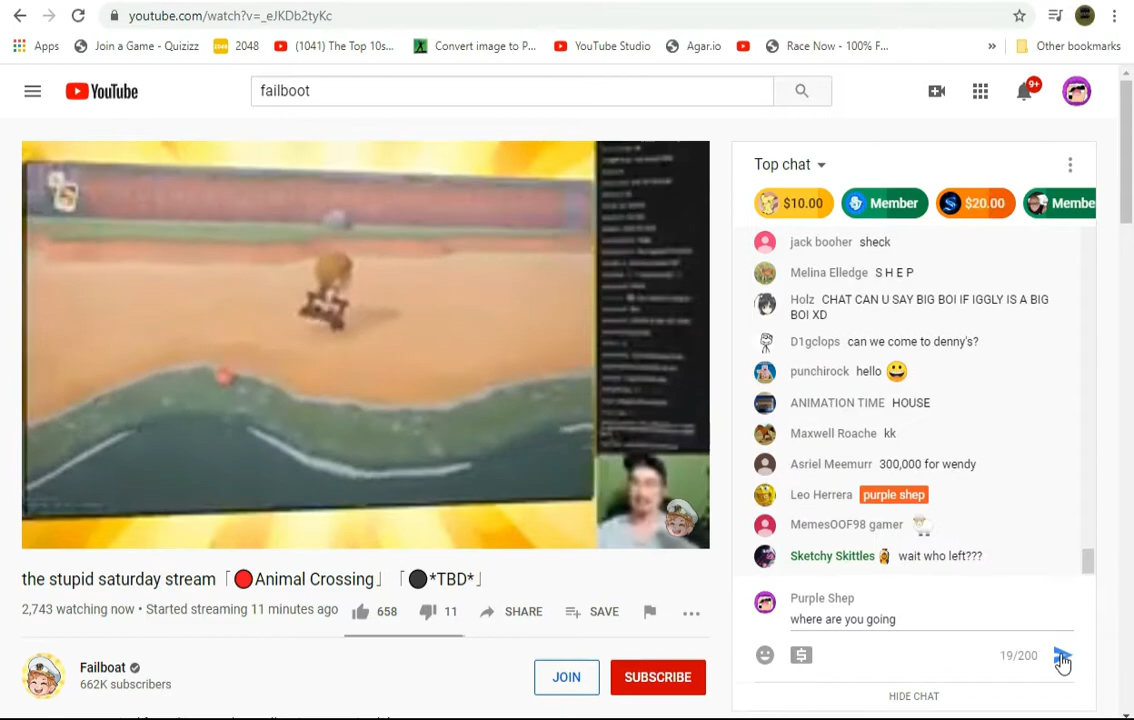 youtube.com/watch?v=_eJKDb2tyKc
Apps
Join a Game - Quizizz
2048
(1041) The Top 10s...
Convert image to P...
YouTube Studio
Agar.io
Race Now - 100% F...
»
Other bookmarks
YouTube
failboot
9+
Top chat
$10.00
Member
$20.00
Membe
jack booher sheck
Melina Elledge S H E P
Holz CHAT CAN U SAY BIG BOI IF IGGLY IS A BIG
BOI XD
D1gclops can we come to denny's?
punchirock hello 😀
ANIMATION TIME HOUSE
Maxwell Roache kk
Asriel Meemurr 300,000 for wendy
Leo Herrera purple shep
MemesOOF98 gamer 🐑
Sketchy Skittles wait who left???
the stupid saturday stream「🔴Animal Crossing」「⚫*TBD*」
2,743 watching now • Started streaming 11 minutes ago
658
11
SHARE
SAVE
Purple Shep
where are you going
19/200
HIDE CHAT
Failboat
662K subscribers
JOIN
SUBSCRIBE